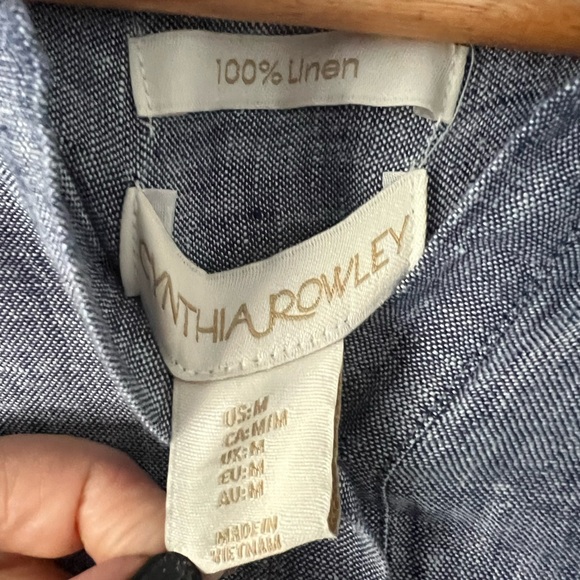 100% Linen
CYNTHIA ROWLEY
US: M
CA: M/M
UK: M
EU: M
AU: M
MADE IN
VIETNAM